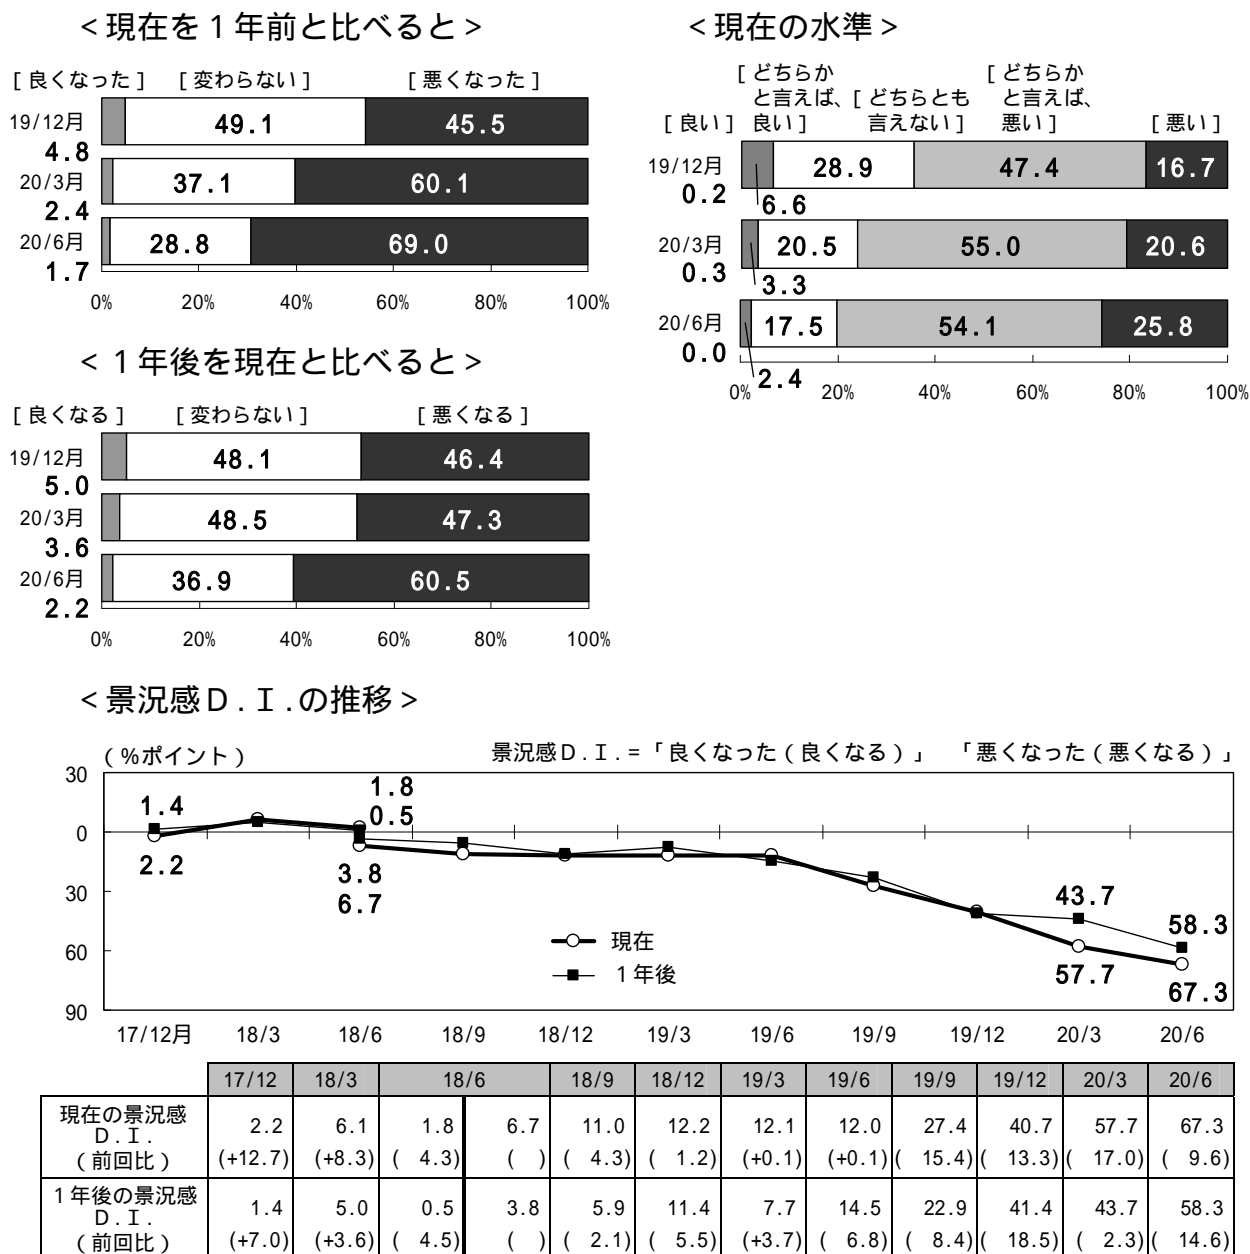 ＜現在を１年前と比べると＞
[ 良くなった ] [ 変わらない ] [ 悪くなった ]
19/12月 49.1 45.5
4.8
20/3月 37.1 60.1
2.4
20/6月 28.8 69.0
1.7
0% 20% 40% 60% 80% 100%
＜現在の水準＞
[ 良い ] [ どちらかと言えば、良い ] [ どちらとも言えない ] [ どちらかと言えば、悪い ] [ 悪い ]
19/12月 28.9 47.4 16.7
0.2 6.6
20/3月 20.5 55.0 20.6
0.3 3.3
20/6月 17.5 54.1 25.8
0.0 2.4
0% 20% 40% 60% 80% 100%
＜１年後を現在と比べると＞
[ 良くなる ] [ 変わらない ] [ 悪くなる ]
19/12月 48.1 46.4
5.0
20/3月 48.5 47.3
3.6
20/6月 36.9 60.5
2.2
0% 20% 40% 60% 80% 100%
＜景況感Ｄ.Ｉ.の推移＞
（%ポイント） 景況感Ｄ.Ｉ.=「良くなった（良くなる）」 「悪くなった（悪くなる）」
30
0
30
60
90
1.4
2.2
1.8
0.5
3.8
6.7
43.7
57.7
58.3
67.3
現在
１年後
17/12月 18/3 18/6 18/9 18/12 19/3 19/6 19/9 19/12 20/3 20/6
17/12 18/3 18/6 18/9 18/12 19/3 19/6 19/9 19/12 20/3 20/6
現在の景況感
Ｄ.Ｉ.
（前回比）
2.2 6.1 1.8 6.7 11.0 12.2 12.1 12.0 27.4 40.7 57.7 67.3
(+12.7) (+8.3) ( 4.3) ( ) ( 4.3) ( 1.2) (+0.1) (+0.1) ( 15.4) ( 13.3) ( 17.0) ( 9.6)
１年後の景況感
Ｄ.Ｉ.
（前回比）
1.4 5.0 0.5 3.8 5.9 11.4 7.7 14.5 22.9 41.4 43.7 58.3
(+7.0) (+3.6) ( 4.5) ( ) ( 2.1) ( 5.5) (+3.7) ( 6.8) ( 8.4) ( 18.5) ( 2.3) ( 14.6)